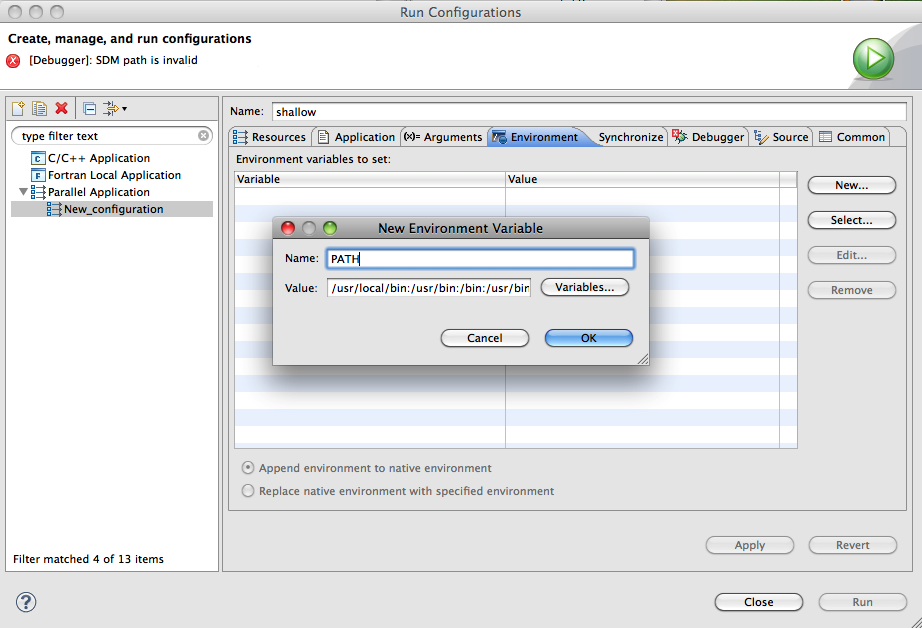 Run Configurations
Create, manage, and run configurations
[Debugger]: SDM path is invalid
type filter text
C/C++ Application
Fortran Local Application
Parallel Application
New_configuration
Filter matched 4 of 13 items
Name: shallow
Resources Application (x)= Arguments Environment Synchronize Debugger Source Common
Environment variables to set:
Variable Value
New...
Select...
Edit...
Remove
New Environment Variable
Name: PATH
Value: /usr/local/bin:/usr/bin:/bin:/usr/bin Variables...
Cancel OK
Append environment to native environment
Replace native environment with specified environment
Apply Revert
? Close Run